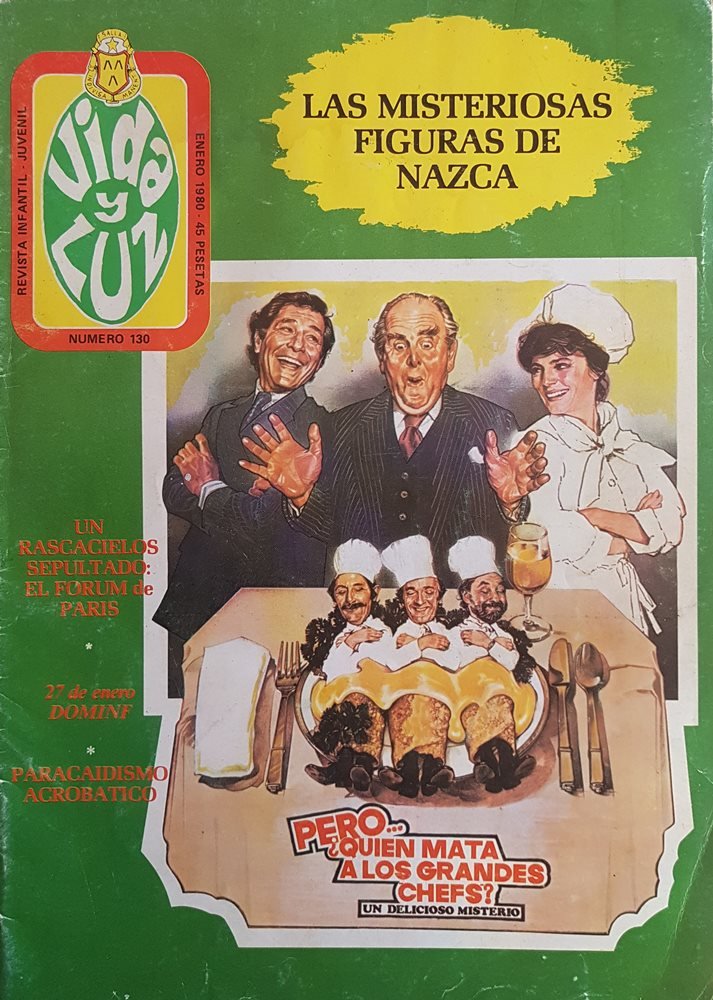 LA SALLE
REVISTA INFANTIL - JUVENIL
Vida
y
LUZ
ENERO 1980 - 45 PESETAS
NUMERO 130
LAS MISTERIOSAS
FIGURAS DE
NAZCA
UN
RASCACIELOS
SEPULTADO:
EL FORUM de
PARIS
*
27 de enero
DOMINF
*
PARACAIDISMO
ACROBATICO
PERO...
¿QUIEN MATA
A LOS GRANDES
CHEFS?
UN DELICIOSO MISTERIO